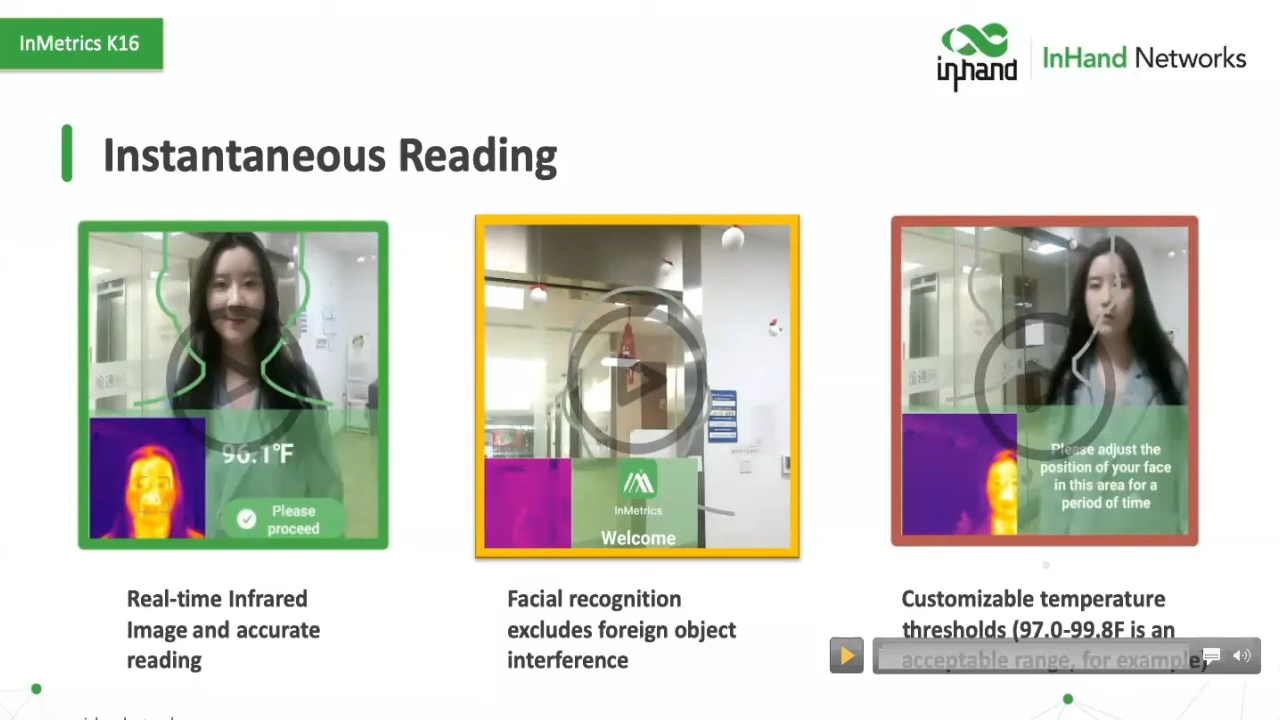 InMetrics K16
inhand
InHand Networks
Instantaneous Reading
96.1°F
Please
proceed
InMetrics
Welcome
Please adjust the
position of your face
in this area for a
period of time
Real-time Infrared
Image and accurate
reading
Facial recognition
excludes foreign object
interference
Customizable temperature
thresholds (97.0-99.8F is an
acceptable range, for example)